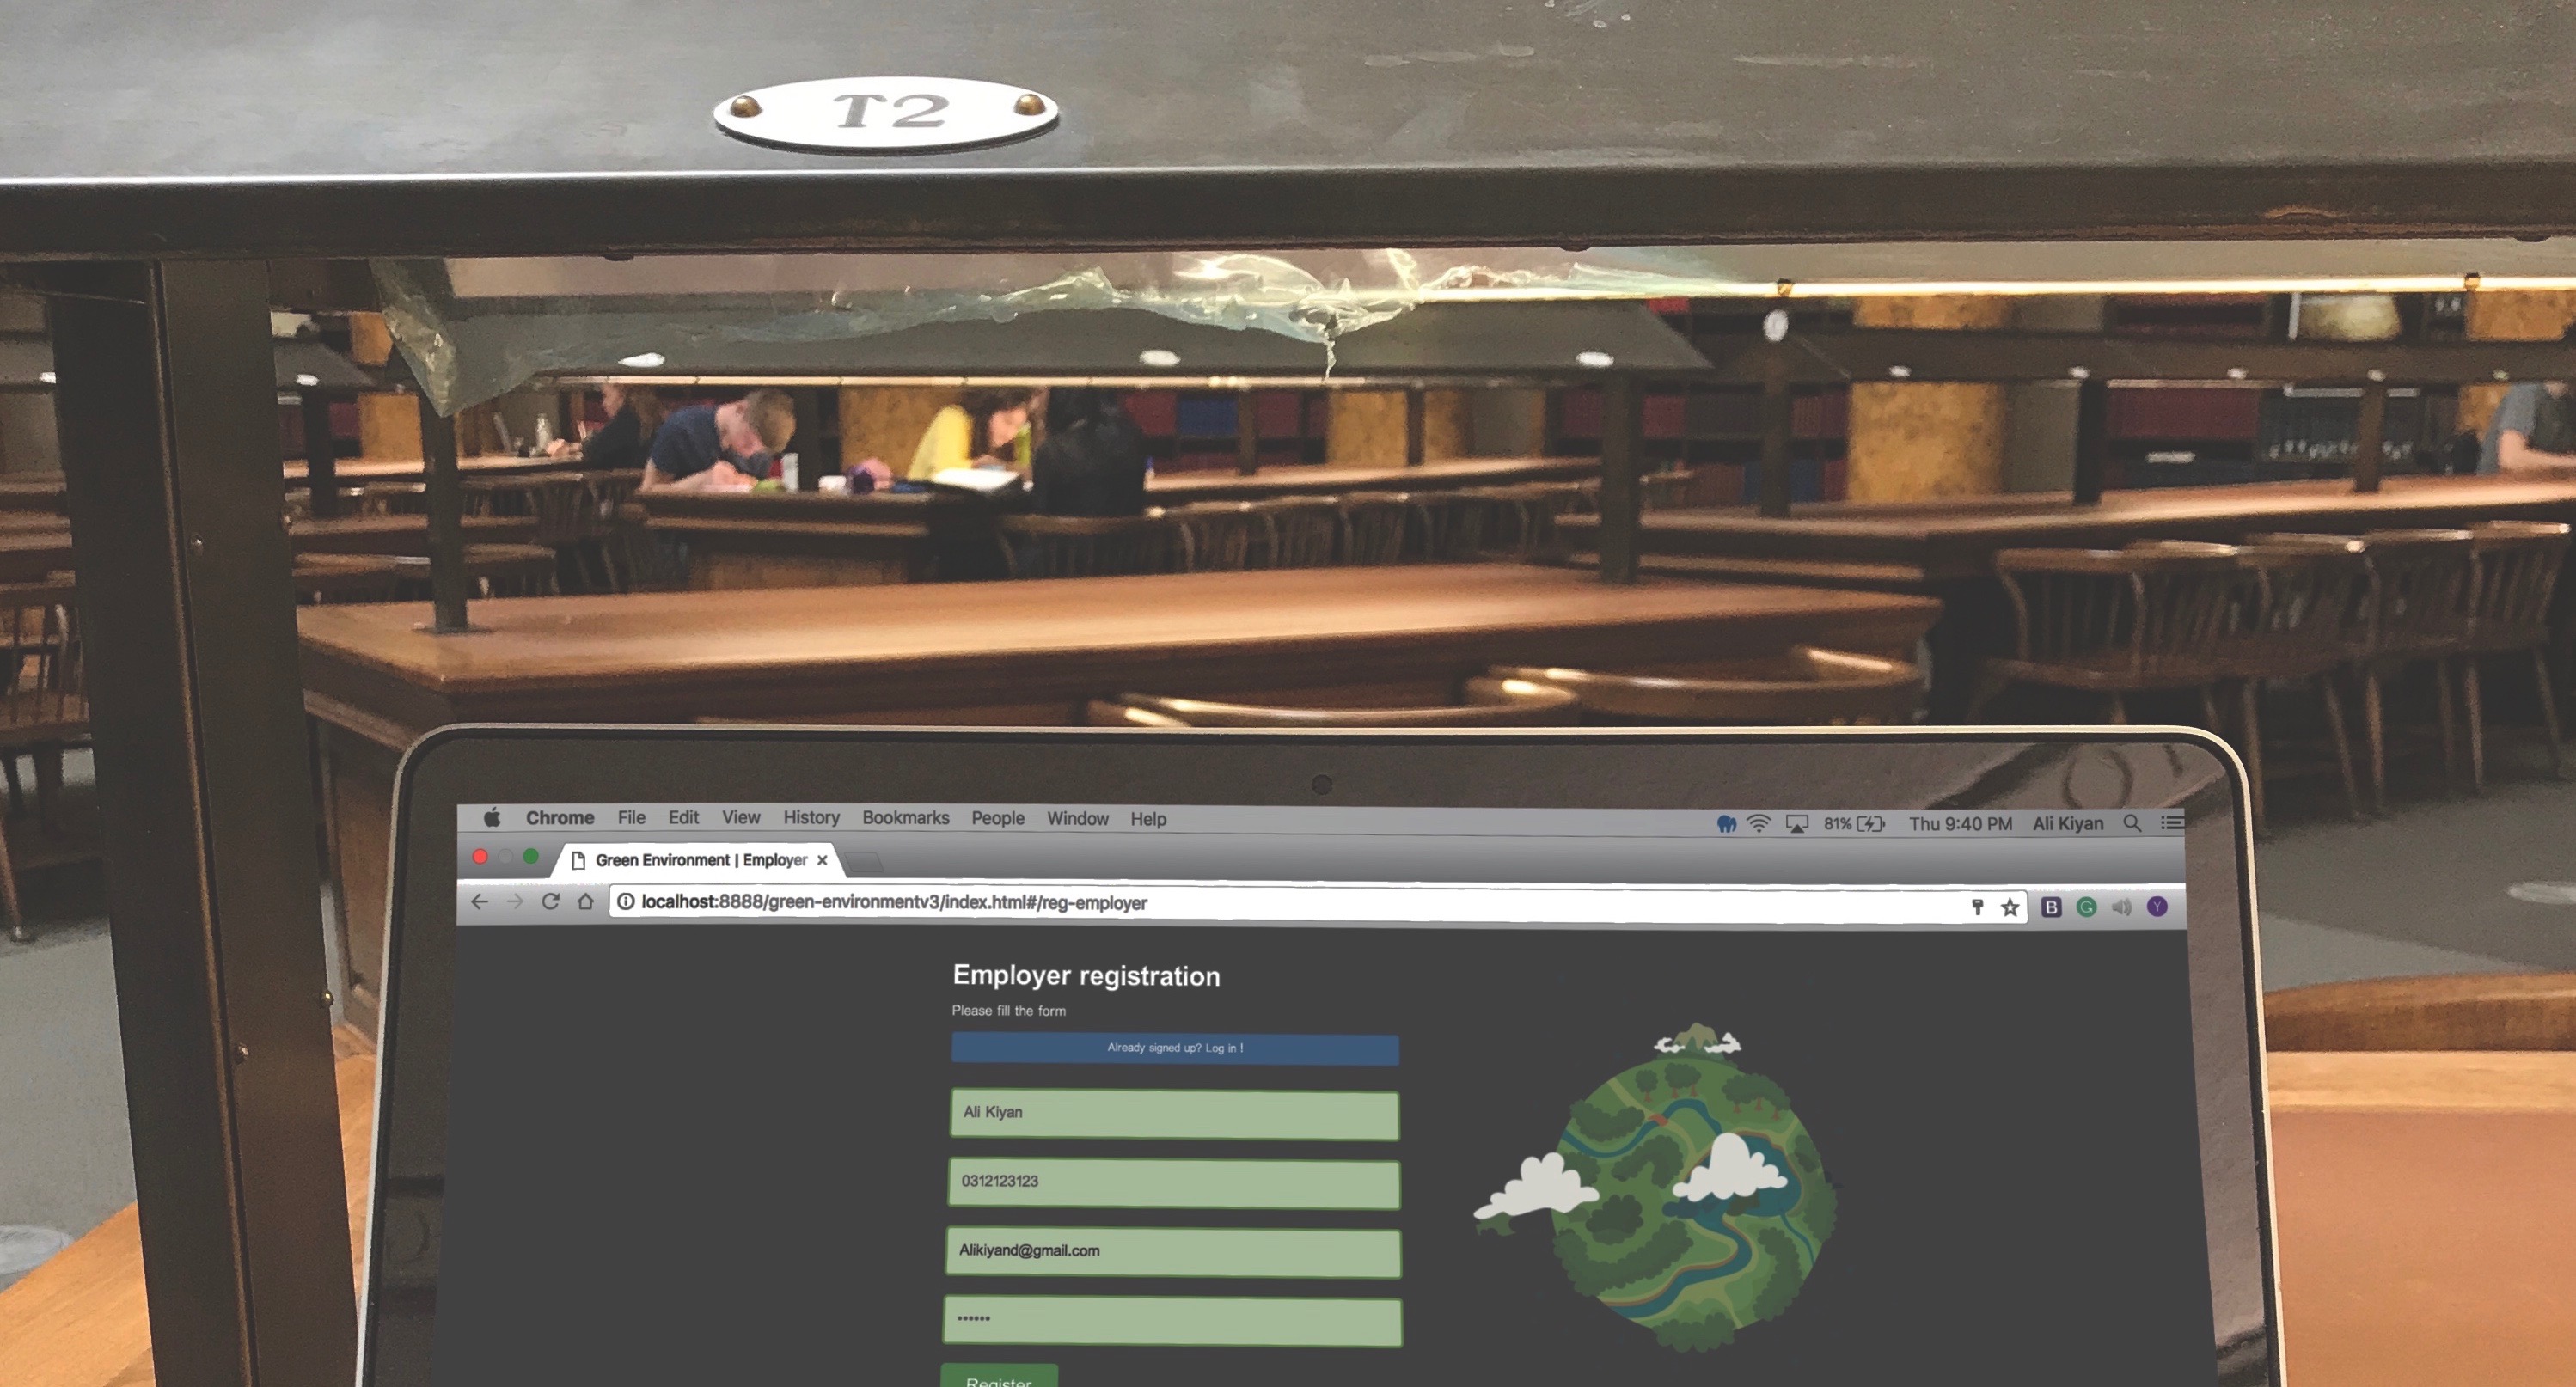 T2
Chrome File Edit View History Bookmarks People Window Help 81% Thu 9:40 PM Ali Kiyan
Green Environment | Employer
localhost:8888/green-environmentv3/index.html#/reg-employer
B G Y
Employer registration
Please fill the form
Already signed up? Log in !
Ali Kiyan
0312123123
Alikiyand@gmail.com
••••••
Register